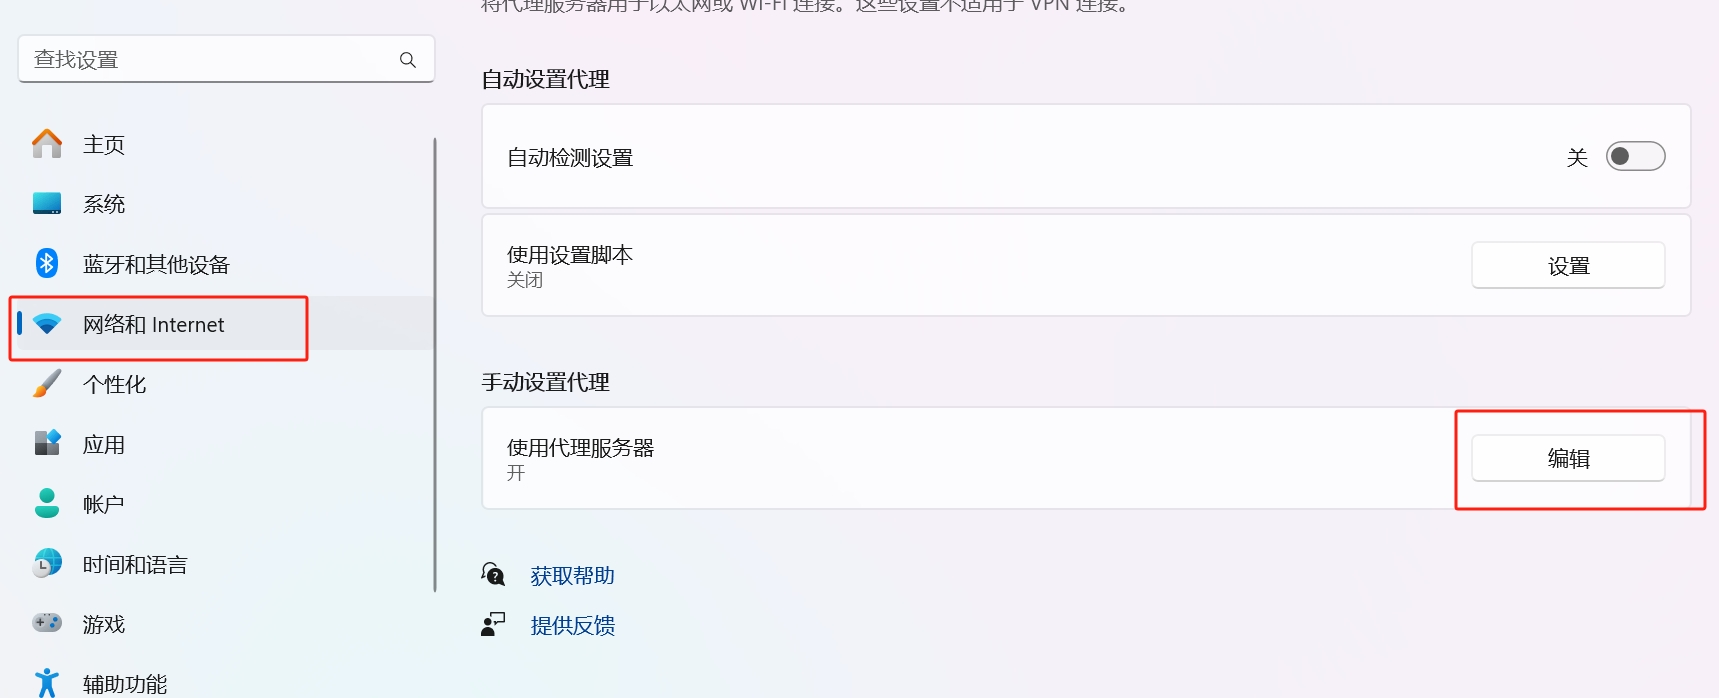 将代理服务器用于以太网或 Wi-Fi 连接。这些设置不适用于 VPN 连接。
查找设置
主页
系统
蓝牙和其他设备
网络和 Internet
个性化
应用
帐户
时间和语言
游戏
辅助功能
自动设置代理
自动检测设置
关
使用设置脚本
关闭
设置
手动设置代理
使用代理服务器
开
编辑
获取帮助
提供反馈